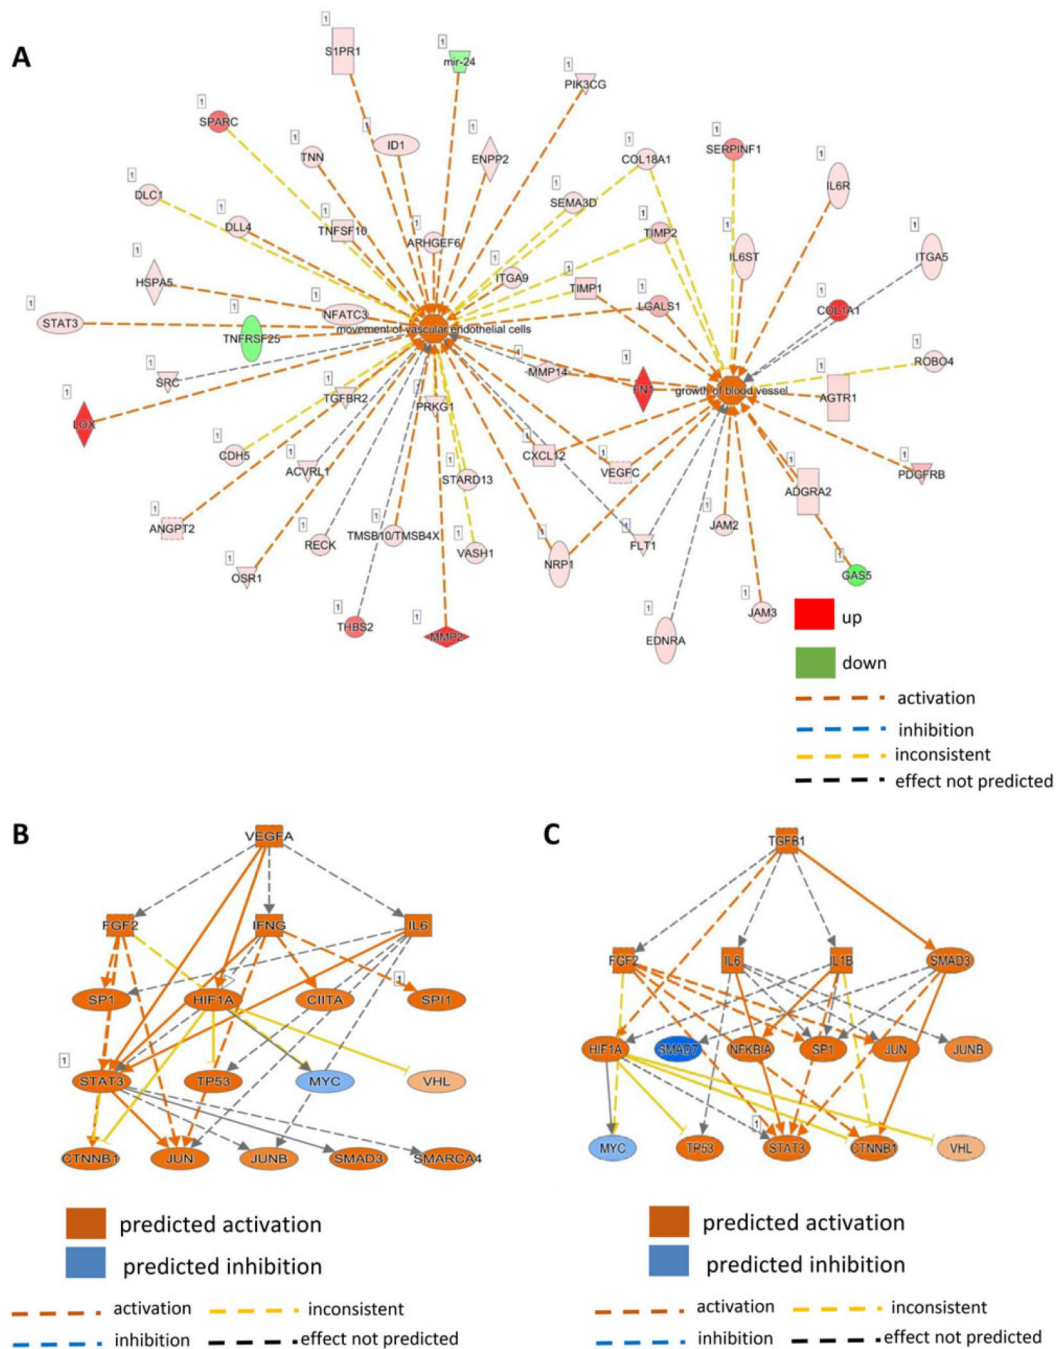 A
S1PR1
mir-24
PIK3CG
SPARC
TNN
ID1
ENPP2
COL18A1
SERPINF1
IL6R
DLC1
DLL4
TNFSF10
ARHGEF6
SEMA3D
TIMP2
IL6ST
ITGA5
HSPA5
NFATC3
ITGA9
TIMP1
LGALS1
COL1A1
STAT3
TNFRSF25
movement of vascular endothelial cells
ROBO4
SRC
MMP14
FN1
growth of blood vessel
AGTR1
LOX
TGFBR2
PRKG1
CDH5
ACVRL1
STARD13
CXCL12
VEGFC
ADGRA2
PDGFRB
ANGPT2
RECK
TMSB10/TMSB4X
VASH1
NRP1
FLT1
JAM2
OSR1
GAS5
THBS2
MMP2
EDNRA
JAM3
up
down
activation
inhibition
inconsistent
effect not predicted
B
VEGFA
FGF2
IFNG
IL6
SP1
HIF1A
CIITA
SPI1
1
STAT3
TP53
MYC
VHL
1
CTNNB1
JUN
JUNB
SMAD3
SMARCA4
predicted activation
predicted inhibition
activation
inconsistent
inhibition
effect not predicted
C
TGFB1
FGF2
IL6
IL1B
SMAD3
HIF1A
SMAD7
NFKBIA
SP1
JUN
JUNB
1
MYC
TP53
STAT3
CTNNB1
VHL
predicted activation
predicted inhibition
activation
inconsistent
inhibition
effect not predicted